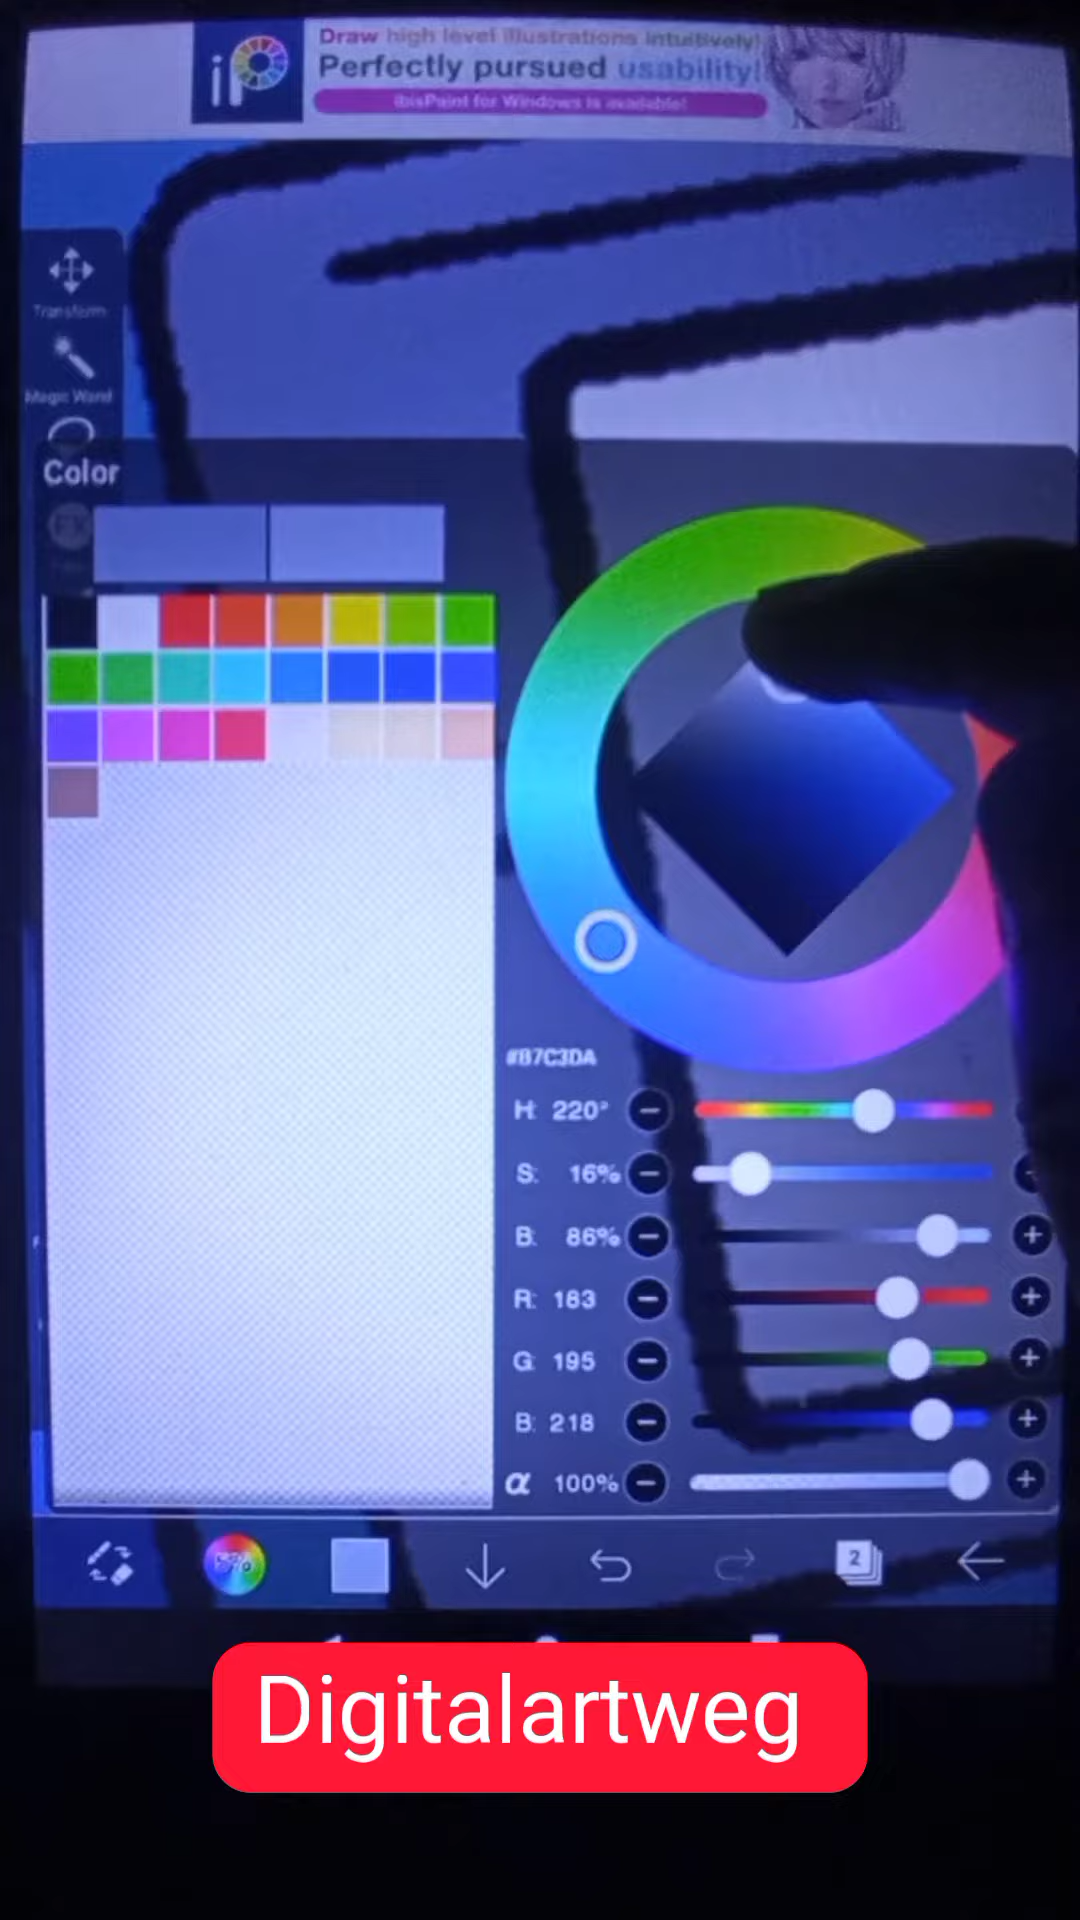 iP
Draw high level illustrations intuitively!
Perfectly pursued usability!
ibisPaint for Windows is available!
Transform
Magic Wand
Color
#B7C3DA
H: 220°
S: 16%
B: 86%
R: 183
G: 195
B: 218
α 100%
2
Digitalartweg